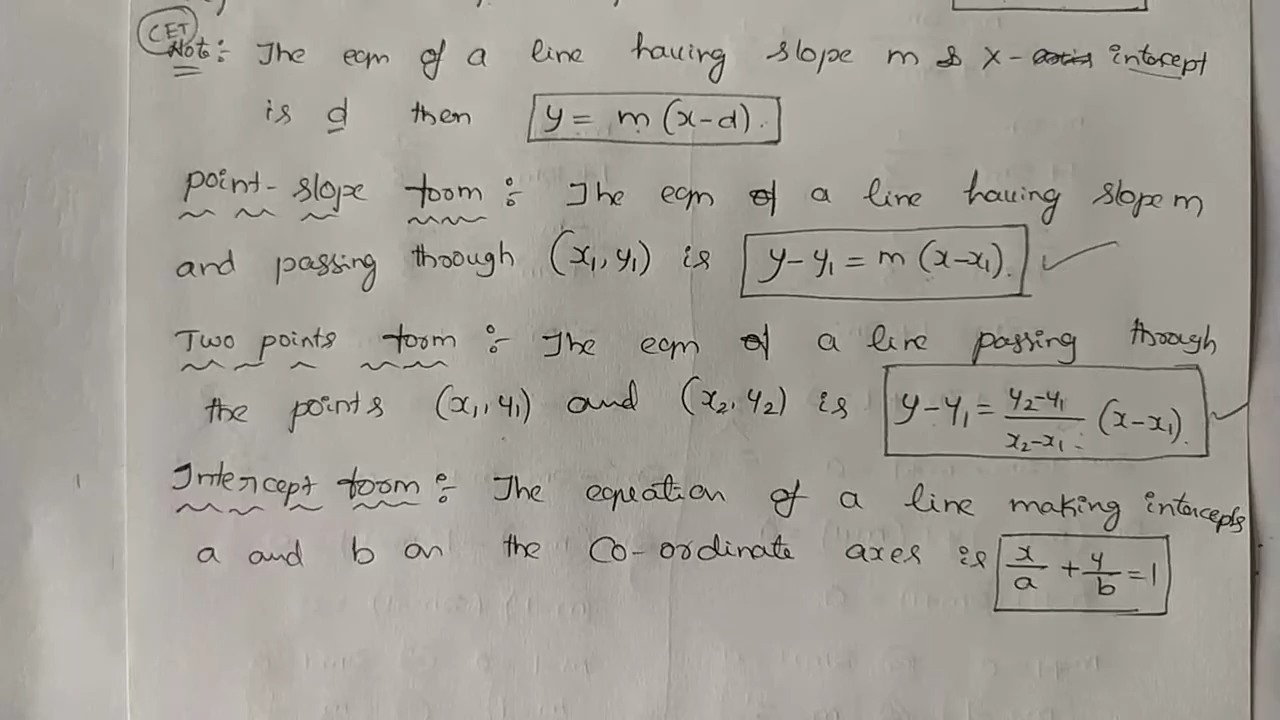 CET
Note: The eqn of a line having slope m & x- intercept
is d then y = m(x-d).
point-slope form : The eqn of a line having slope m
and passing through (x₁, y₁) is y-y₁ = m(x-x₁).
Two points form : The eqn of a line passing through
the points (x₁, y₁) and (x₂, y₂) is y-y₁ = y₂-y₁/x₂-x₁ (x-x₁).
Intercept form : The equation of a line making intercepts
a and b on the Co-ordinate axes is x/a + y/b = 1